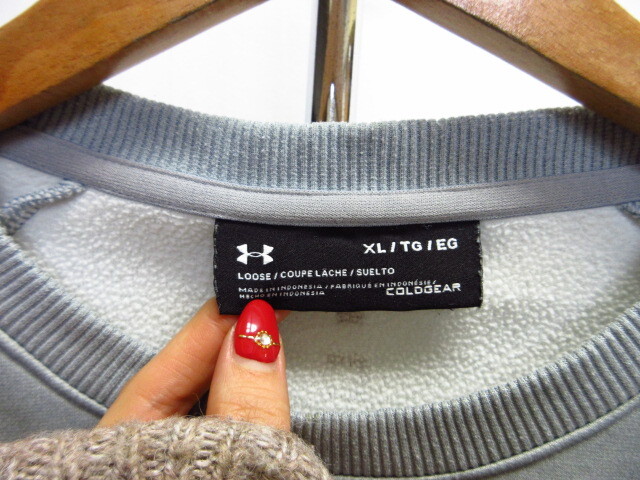 XL / TG / EG
LOOSE / COUPE LÂCHE / SUELTO
MADE IN INDONESIA / FABRIQUÉ EN INDONÉSIE /
HECHO EN INDONESIA
COLDGEAR